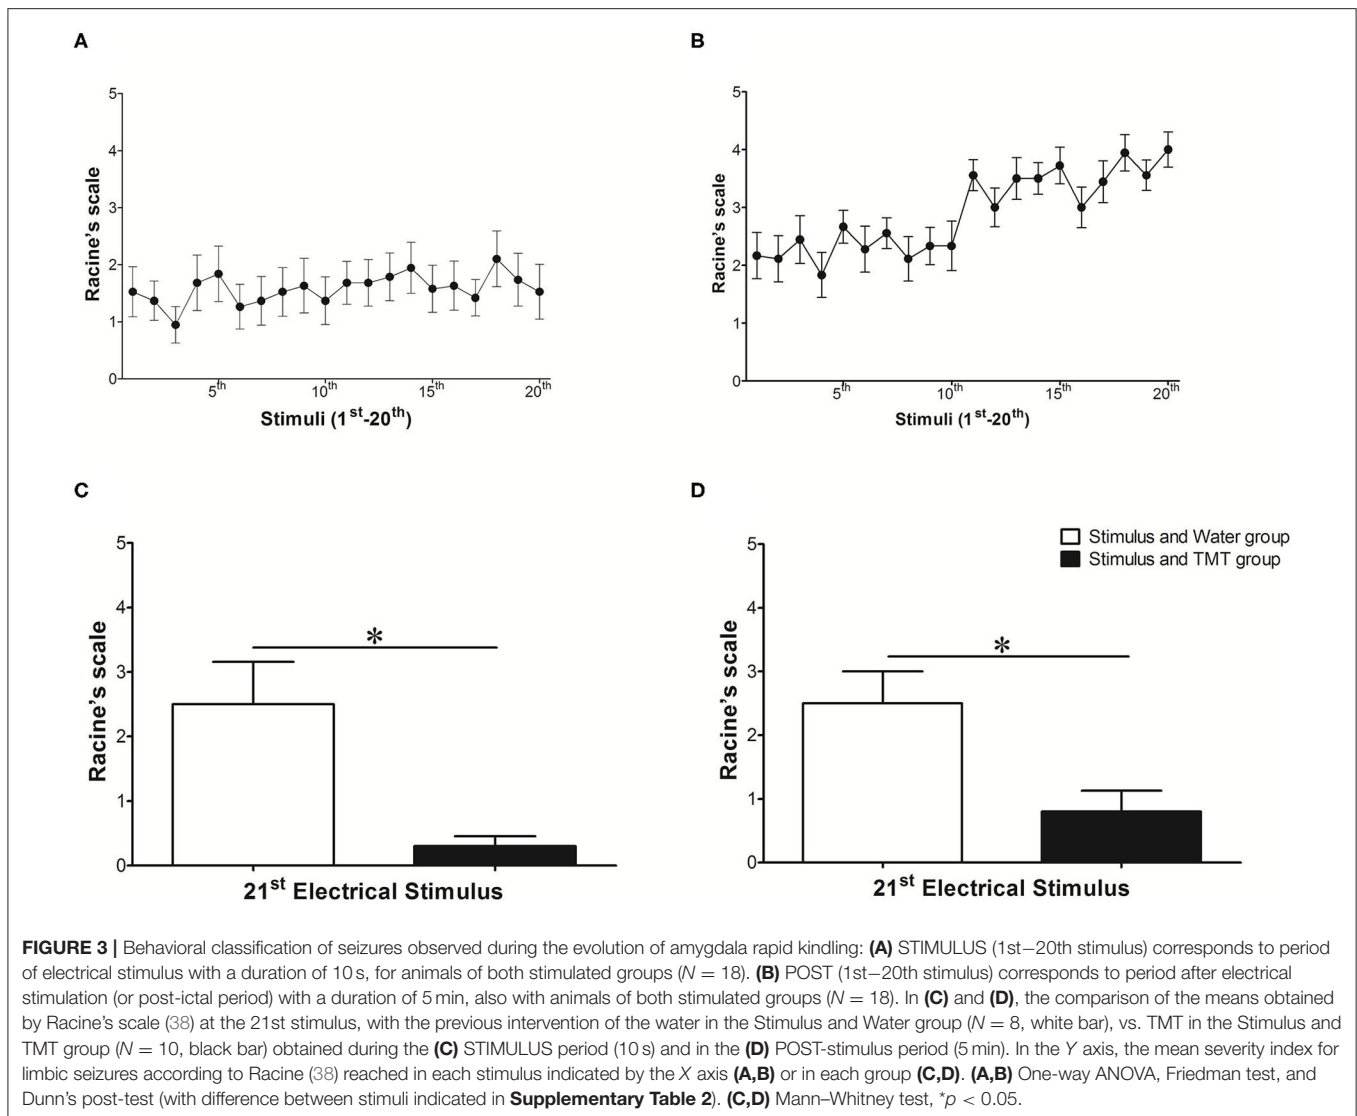 A
B
5
4
3
2
1
0
Racine's scale
5th
10th
15th
20th
Stimuli (1st-20th)
5
4
3
2
1
0
Racine's scale
5th
10th
15th
20th
Stimuli (1st-20th)
C
D
5
4
3
2
1
0
Racine's scale
*
21st Electrical Stimulus
5
4
3
2
1
0
Racine's scale
*
Stimulus and Water group
Stimulus and TMT group
21st Electrical Stimulus
FIGURE 3 | Behavioral classification of seizures observed during the evolution of amygdala rapid kindling: (A) STIMULUS (1st–20th stimulus) corresponds to period
of electrical stimulus with a duration of 10 s, for animals of both stimulated groups (N = 18). (B) POST (1st–20th stimulus) corresponds to period after electrical
stimulation (or post-ictal period) with a duration of 5 min, also with animals of both stimulated groups (N = 18). In (C) and (D), the comparison of the means obtained
by Racine's scale (38) at the 21st stimulus, with the previous intervention of the water in the Stimulus and Water group (N = 8, white bar), vs. TMT in the Stimulus and
TMT group (N = 10, black bar) obtained during the (C) STIMULUS period (10 s) and in the (D) POST-stimulus period (5 min). In the Y axis, the mean severity index for
limbic seizures according to Racine (38) reached in each stimulus indicated by the X axis (A,B) or in each group (C,D). (A,B) One-way ANOVA, Friedman test, and
Dunn's post-test (with difference between stimuli indicated in Supplementary Table 2). (C,D) Mann–Whitney test, *p < 0.05.